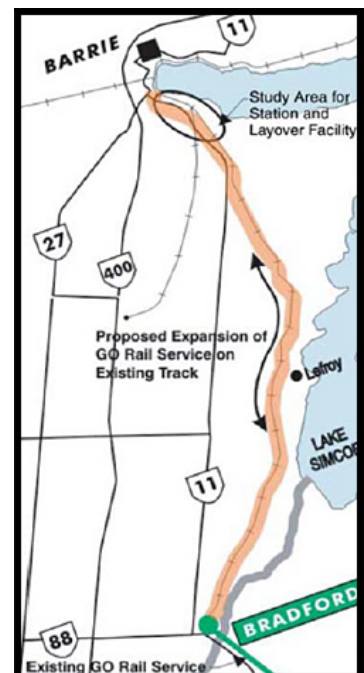 11
BARRIE
Study Area for
Station and
Layover Facility
27
400
Proposed Expansion of
GO Rail Service on
Existing Track
Lefroy
LAKE
SIMCOE
11
BRADFORD
88
Existing GO Rail Service